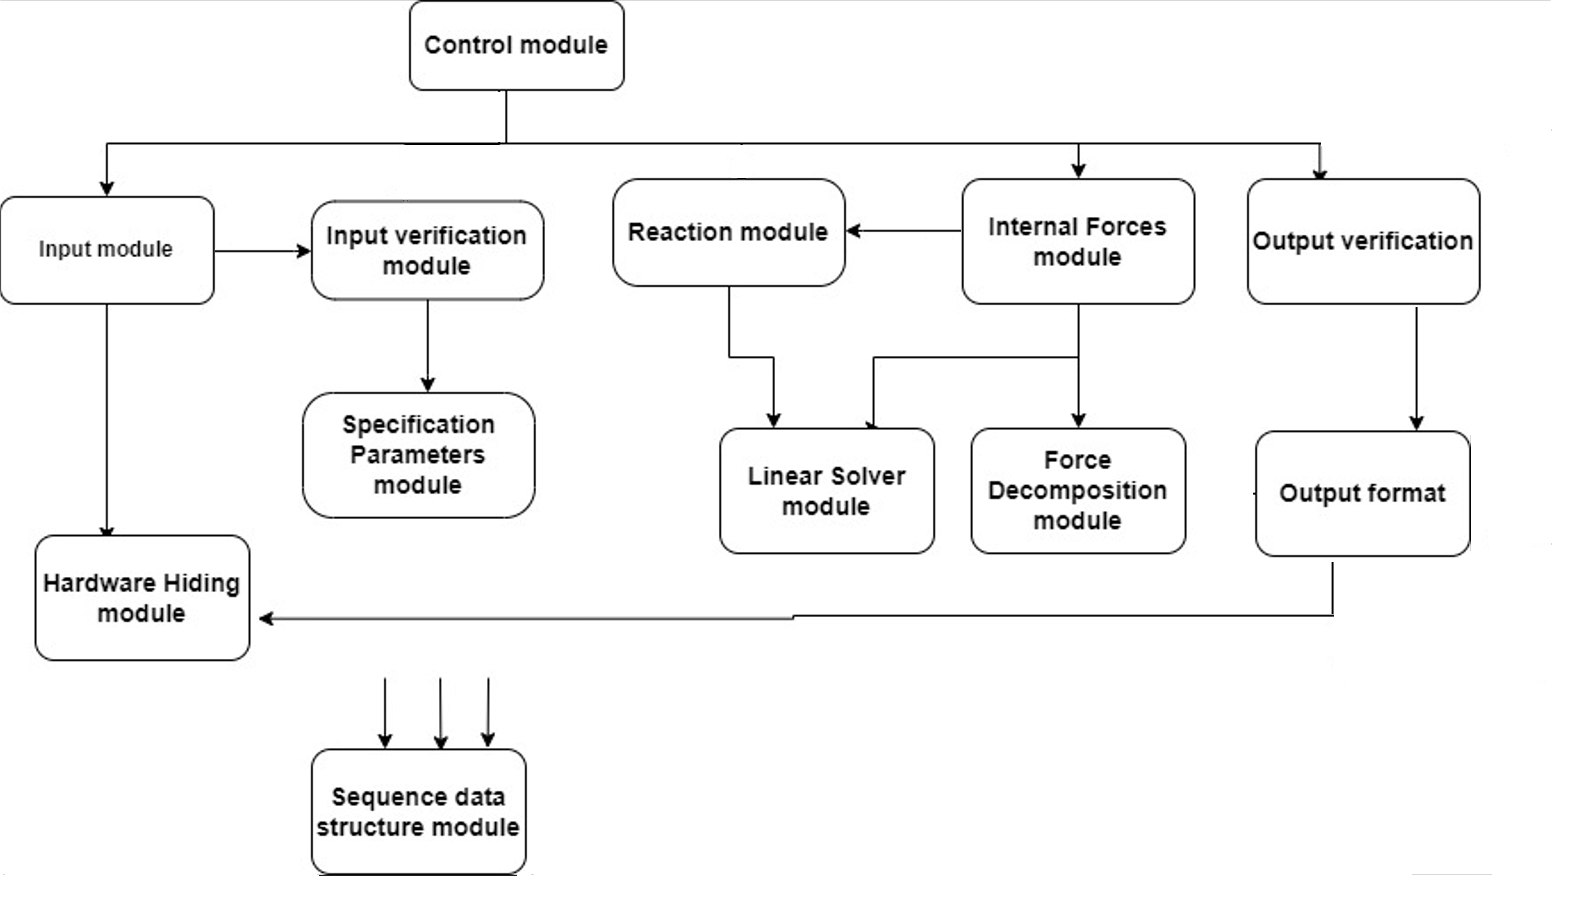 Control module
Input module
Input verification
module
Reaction module
Internal Forces
module
Output verification
Specification
Parameters
module
Linear Solver
module
Force
Decomposition
module
Output format
Hardware Hiding
module
Sequence data
structure module